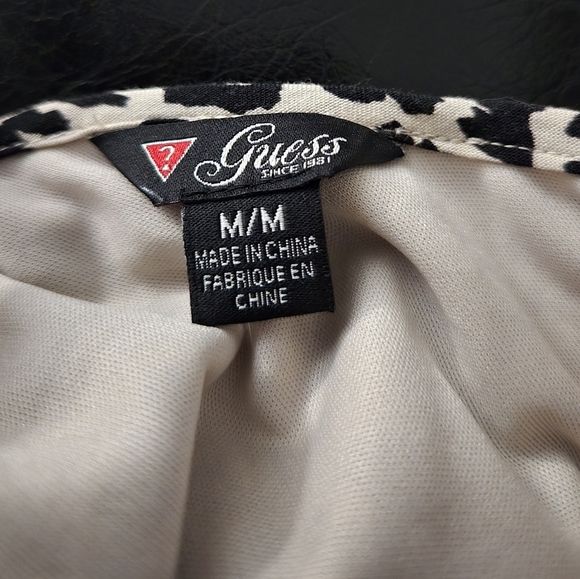 ?
Guess
SINCE 1981
M/M
MADE IN CHINA
FABRIQUE EN
CHINE